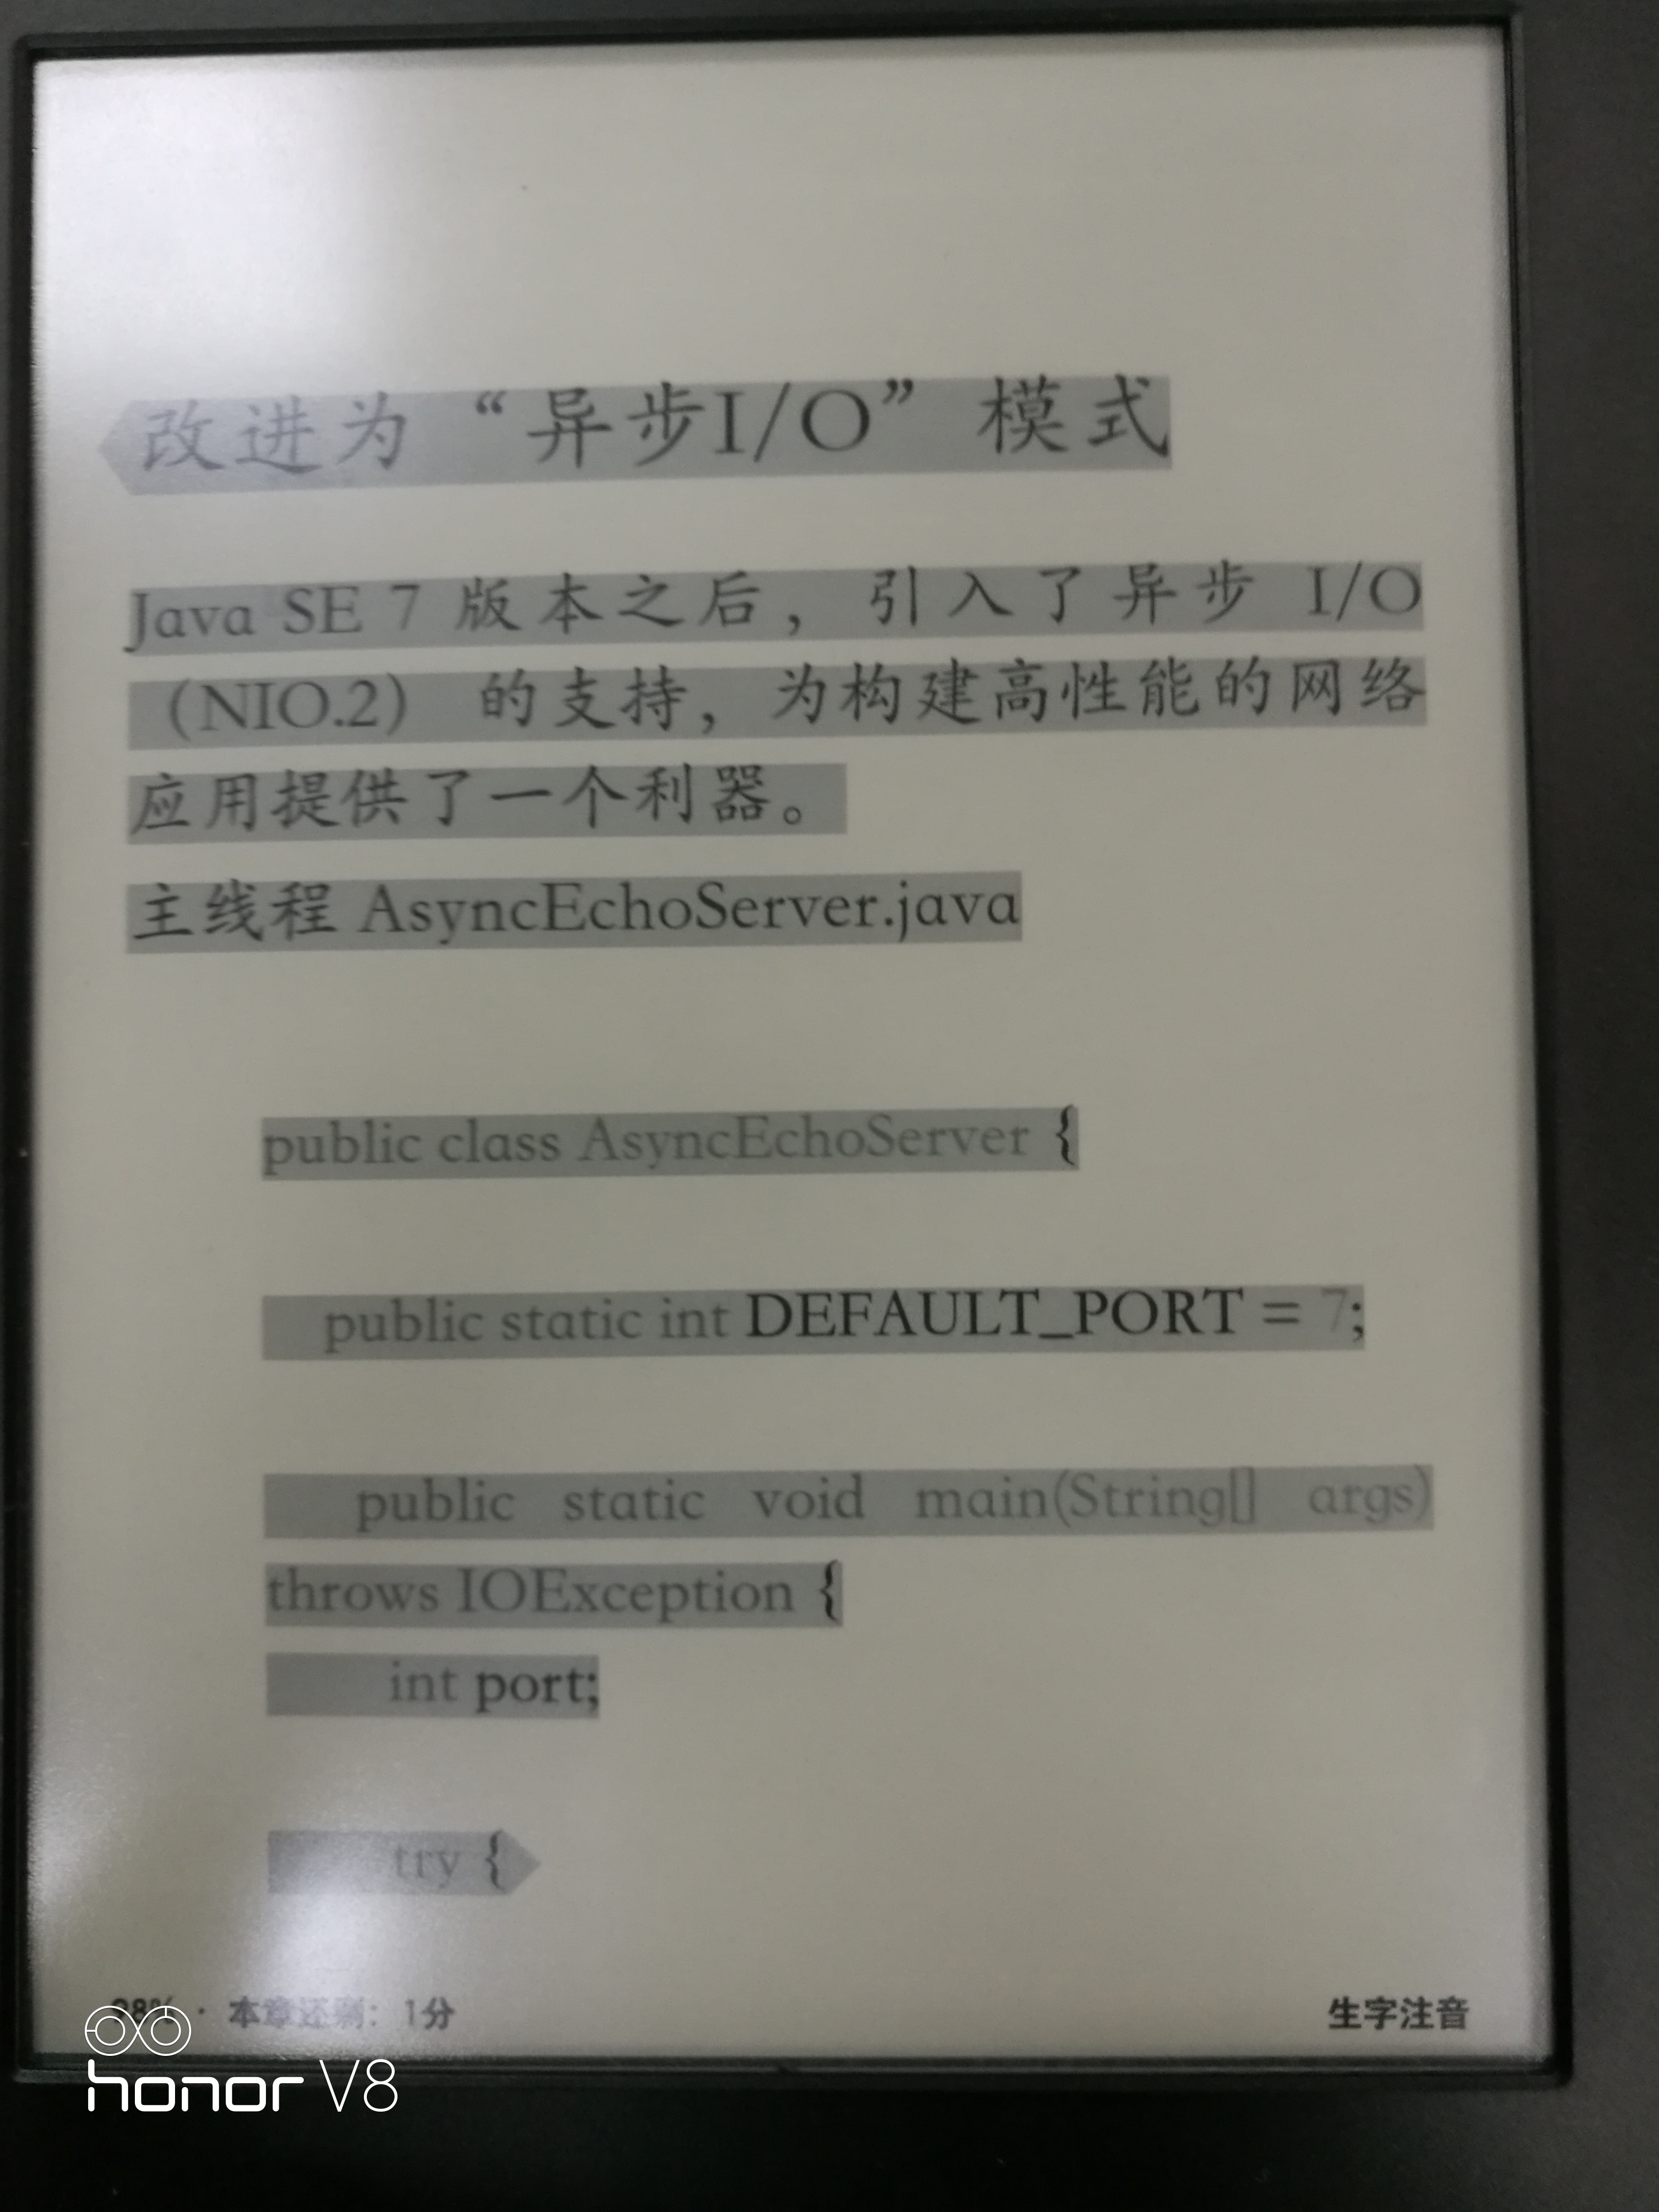 改进为“异步I/O”模式
Java SE 7 版本之后，引入了异步 I/O
（NIO.2） 的支持，为构建高性能的网络
应用提供了一个利器。
主线程 AsyncEchoServer.java
public class AsyncEchoServer {
public static int DEFAULT_PORT = 7;
public static void main(String[] args)
throws IOException {
int port;
try {
98% · 本章还剩：1分
生字注音
honor V8